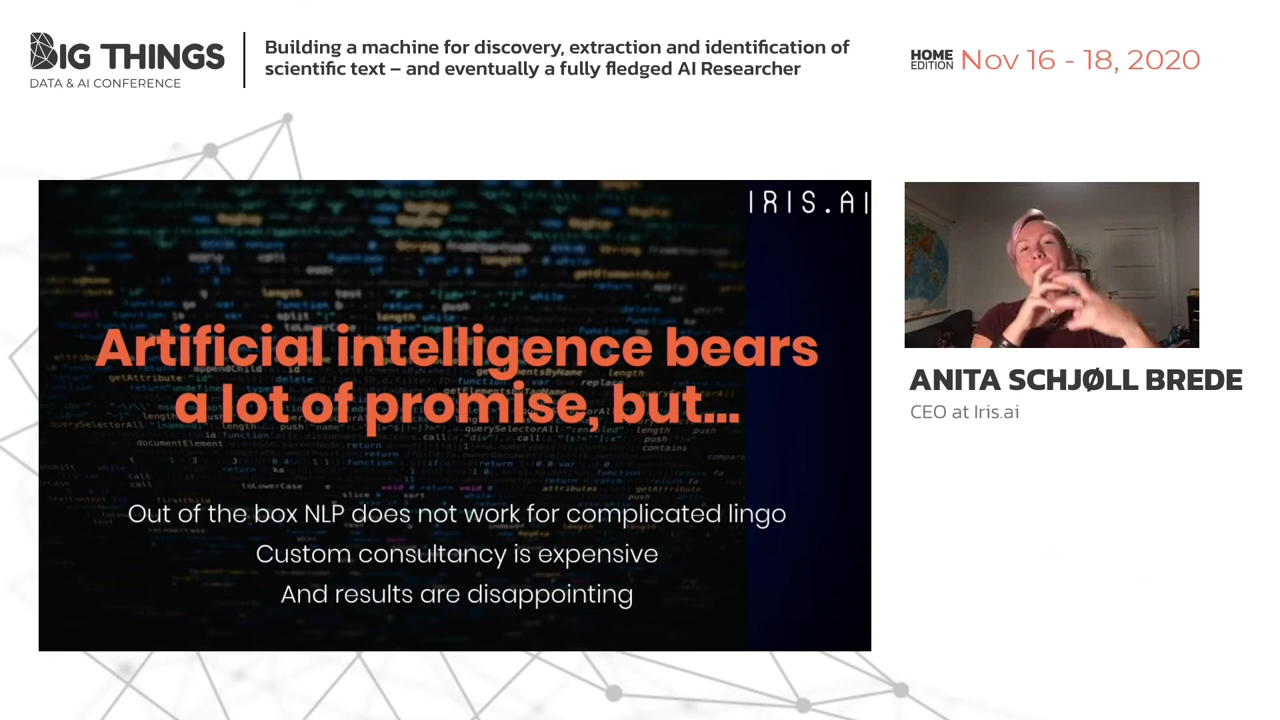 BIG THINGS
DATA & AI CONFERENCE
Building a machine for discovery, extraction and identification of
scientific text – and eventually a fully fledged AI Researcher
HOME
EDITION
Nov 16 - 18, 2020
IRIS.AI
Artificial intelligence bears
a lot of promise, but...
Out of the box NLP does not work for complicated lingo
Custom consultancy is expensive
And results are disappointing
ANITA SCHJØLL BREDE
CEO at Iris.ai